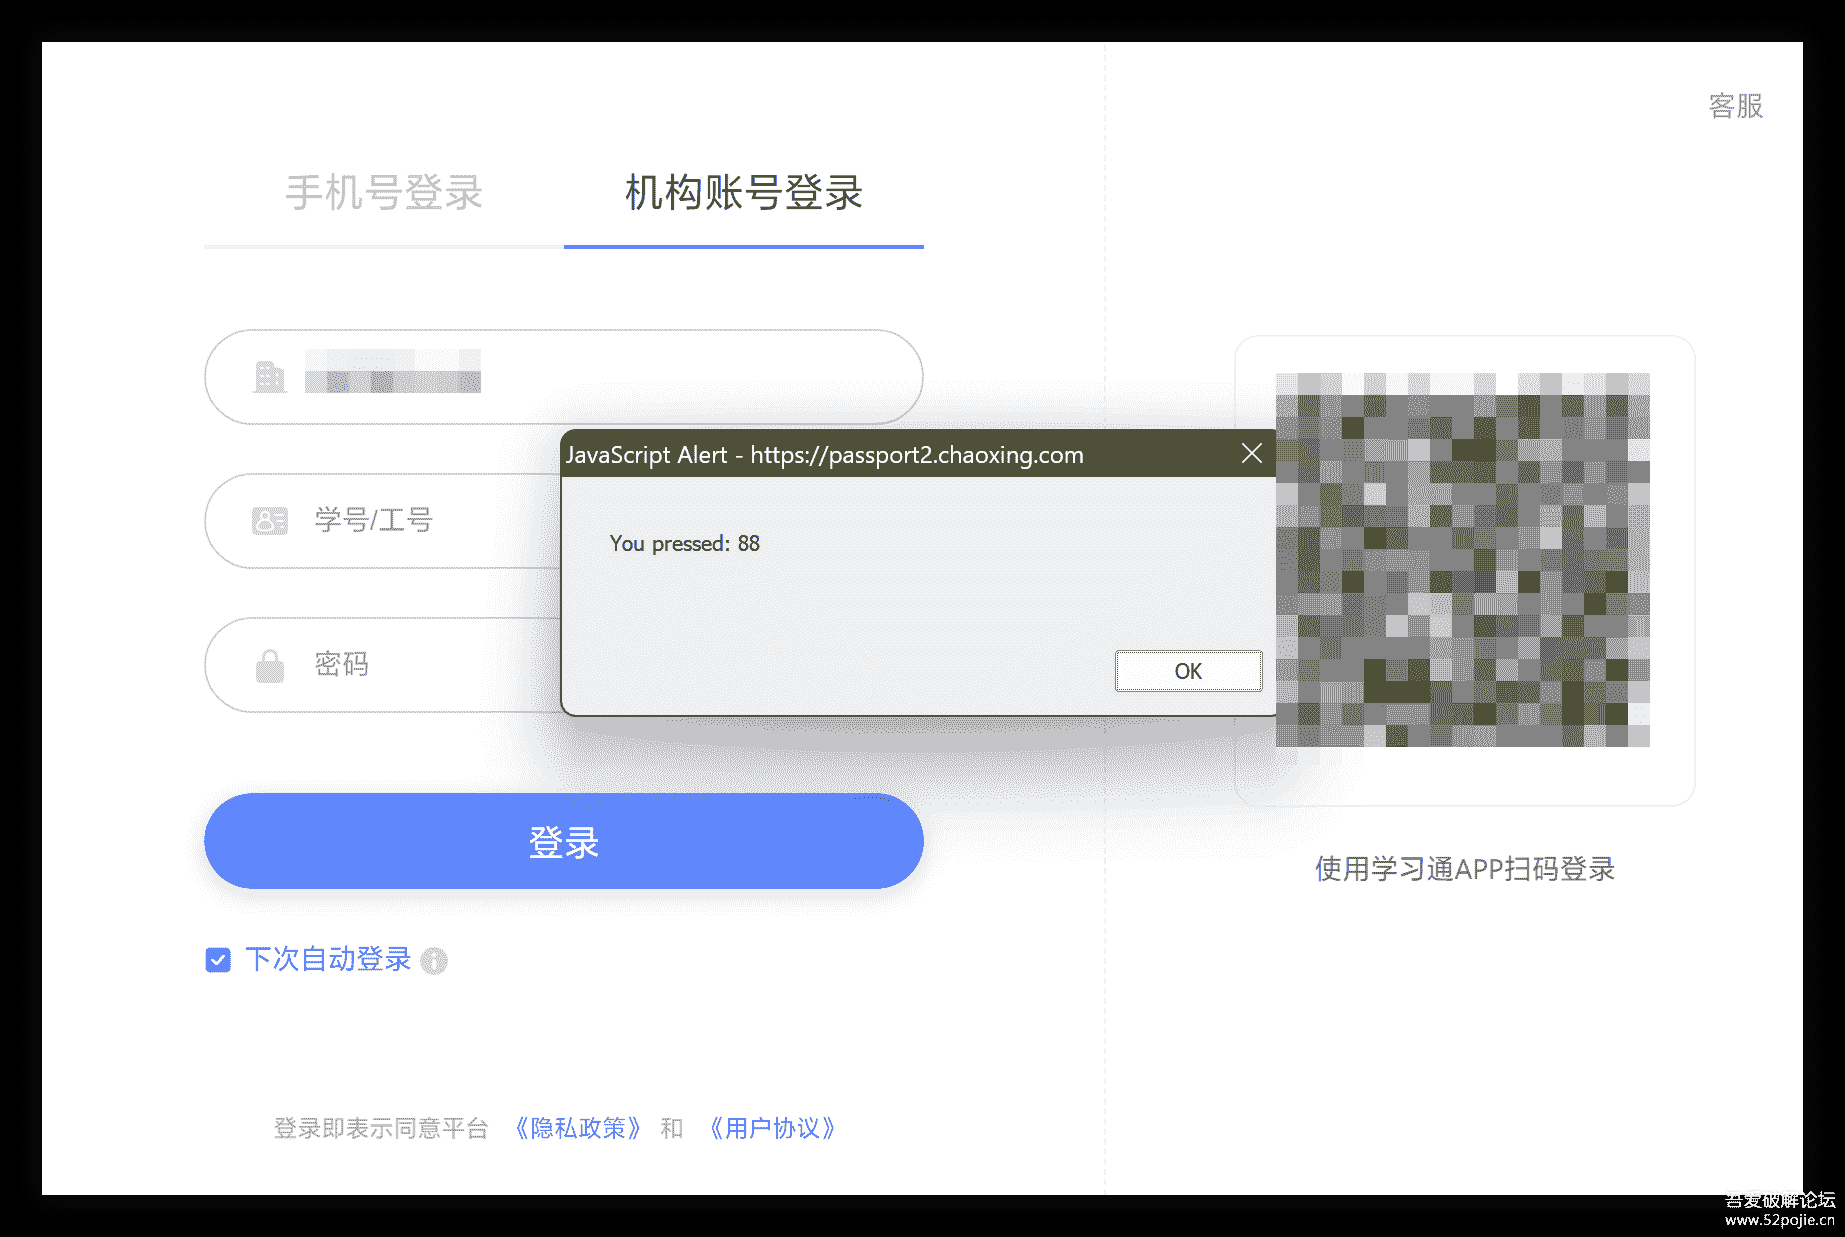 客服
手机号登录
机构账号登录
JavaScript Alert - https://passport2.chaoxing.com
You pressed: 88
OK
学号/工号
密码
登录
使用学习通APP扫码登录
下次自动登录
登录即表示同意平台 《隐私政策》 和 《用户协议》
吾爱破解论坛
www.52pojie.cn